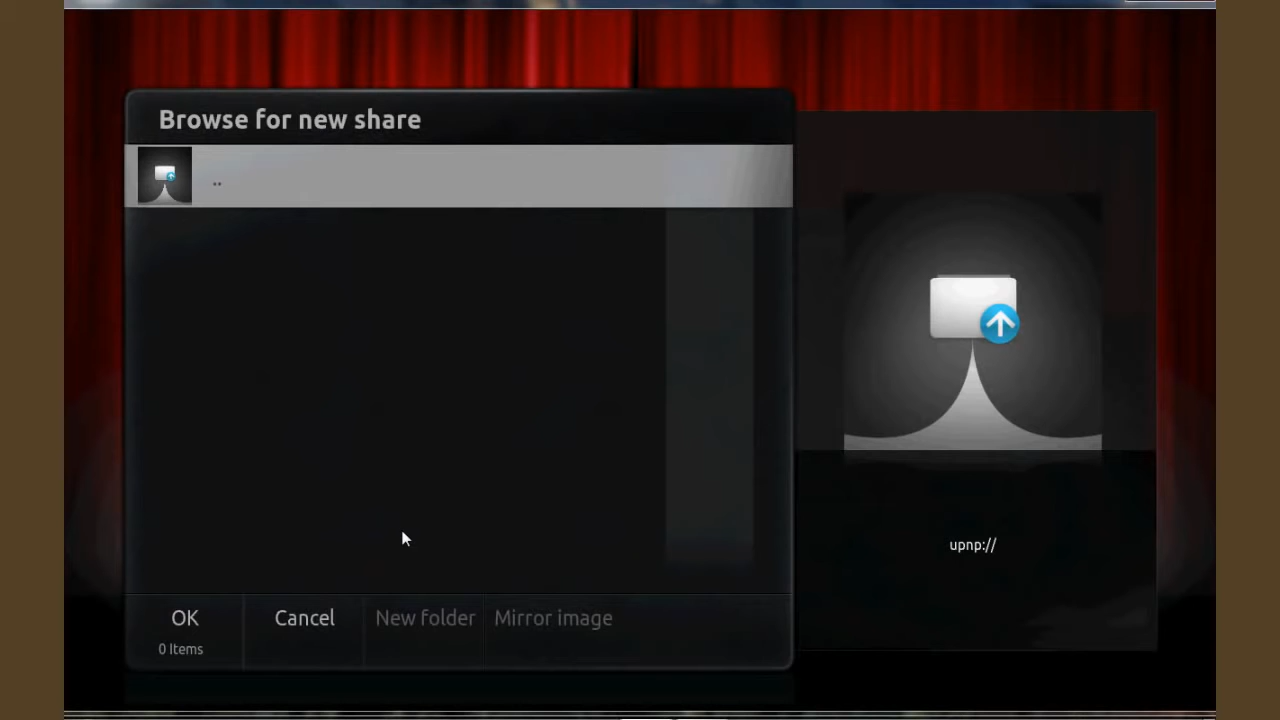 Browse for new share
..
upnp://
OK
Cancel
New folder
Mirror image
0 Items